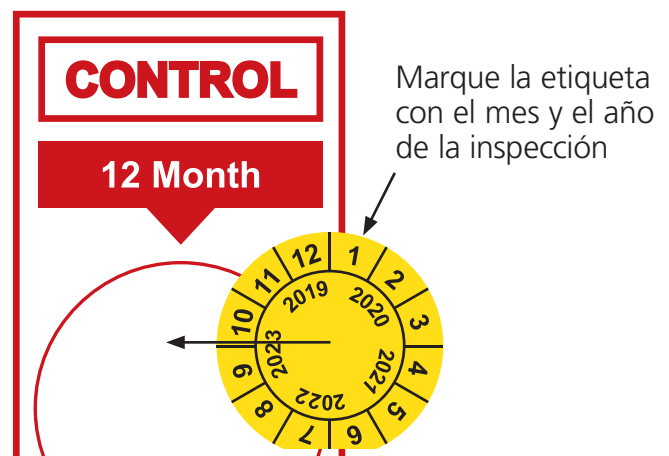 CONTROL
12 Month
Marque la etiqueta
con el mes y el año
de la inspección
12 1 2 3 4 5 6 7 8 9 10 11
2019 2020 2021 2022 2023